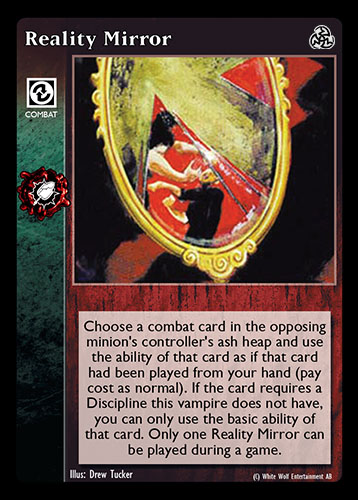 Reality Mirror
COMBAT
Choose a combat card in the opposing
minion's controller's ash heap and use
the ability of that card as if that card
had been played from your hand (pay
cost as normal). If the card requires a
Discipline this vampire does not have,
you can only use the basic ability of
that card. Only one Reality Mirror can
be played during a game.
Illus: Drew Tucker
(C) White Wolf Entertainment AB